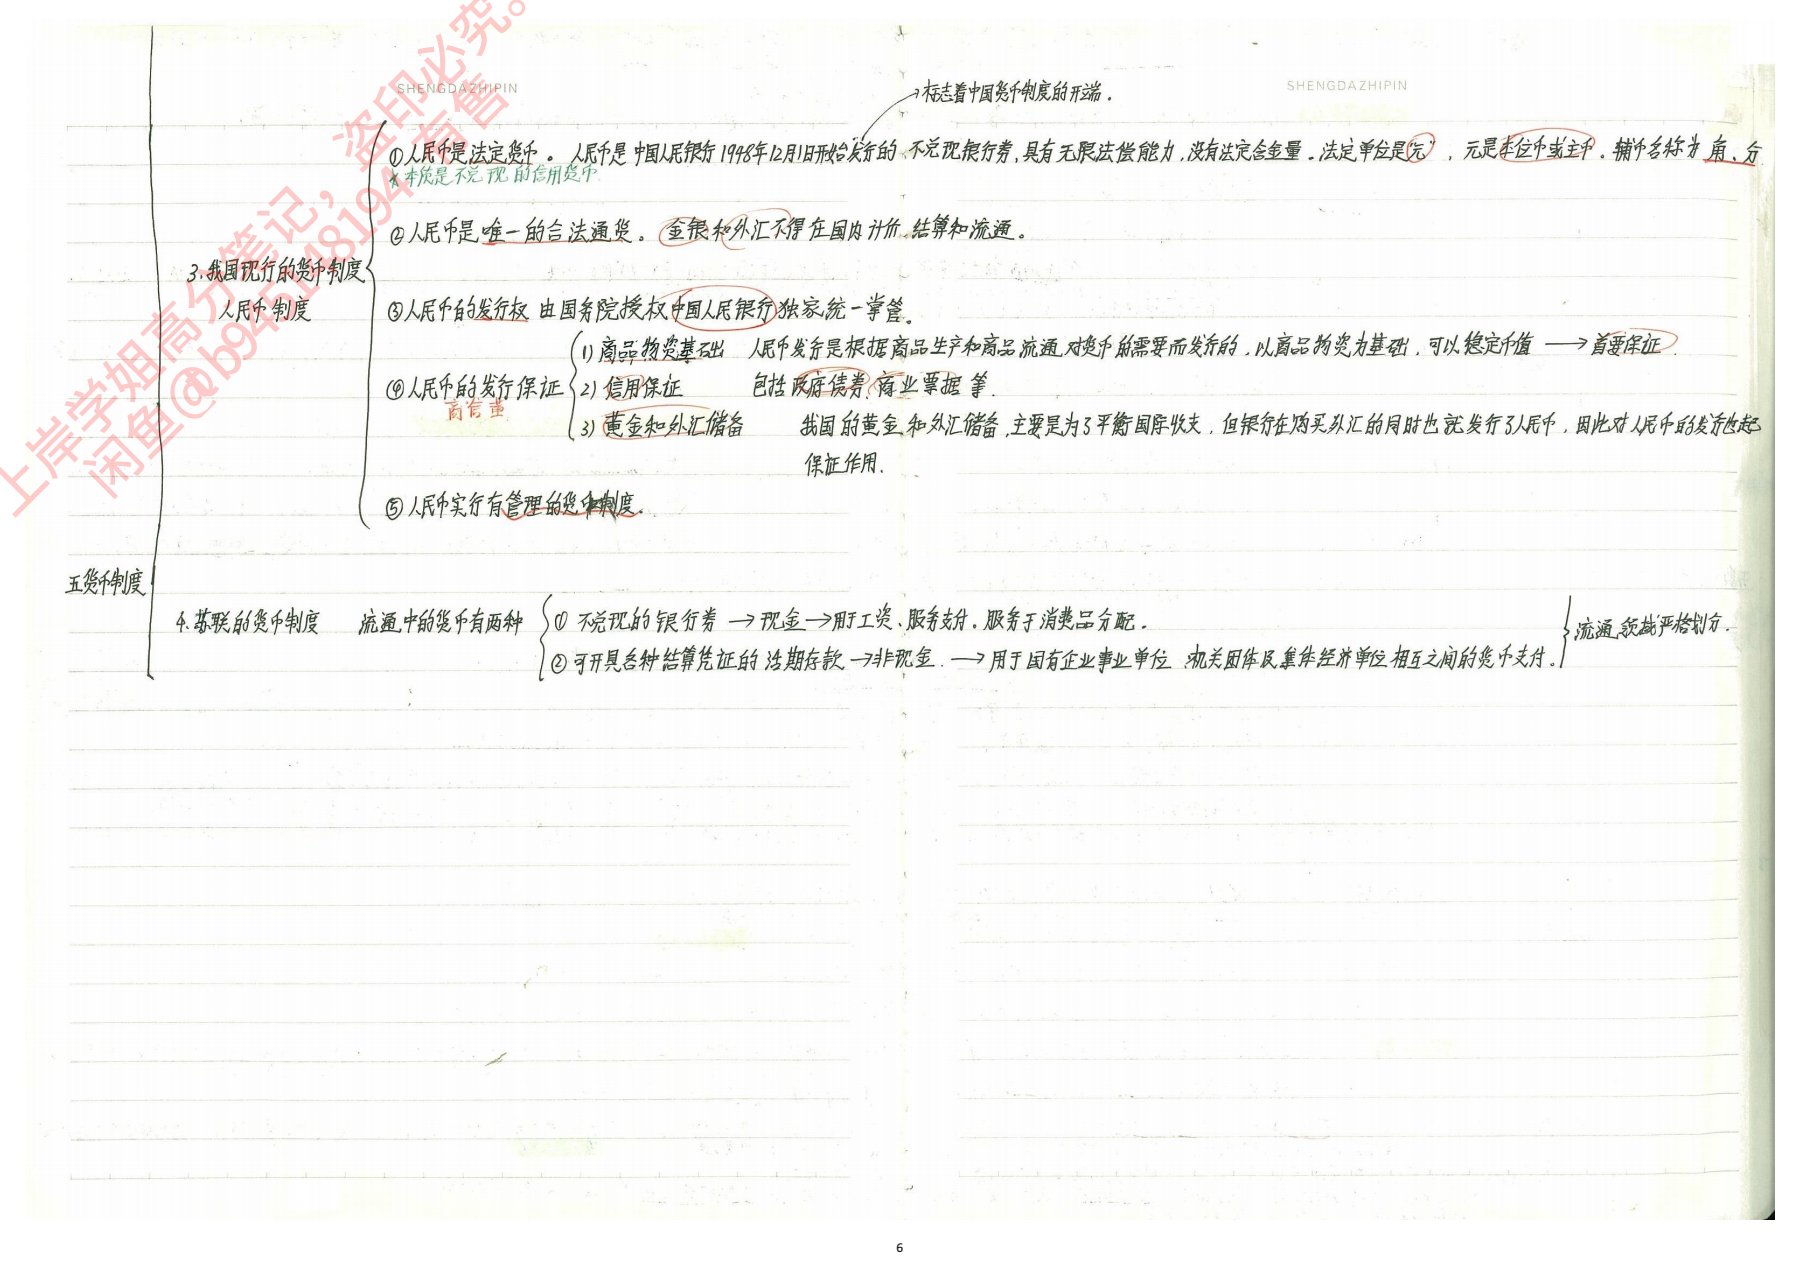 SHENGDAZHIPIN
SHENGDAZHIPIN
标志着中国货币制度的开端.
①人民币是法定货币。人民币是中国人民银行1948年12月1日开始发行的 不兑现银行券,具有无限法偿能力,没有法定含金量.法定单位是“元”,元是本位币或主币.辅币名称为角、分
★本质是不兑现的信用货币.
②人民币是唯一的合法通货。金银和外汇不得在国内计价、结算和流通。
3.我国现行的货币制度
人民币制度
③人民币的发行权 由国务院授权中国人民银行独家统一掌管。
④人民币的发行保证
商信黄
1)商品物资基础 人民币发行是根据商品生产和商品流通对货币的需要而发行的,以商品物资为基础,可以稳定币值 → 首要保证.
2)信用保证 包括政府债券、商业票据等.
3)黄金和外汇储备 我国的黄金和外汇储备,主要是为了平衡国际收支,但银行在购买外汇的同时也就发行了人民币,因此对人民币的发行也起
保证作用.
⑤人民币实行有管理的货币制度.
五货币制度
4.苏联的货币制度 流通中的货币有两种
①不兑现的银行券→现金→用于工资、服务支付,服务于消费品分配.
②可开具各种结算凭证的活期存款→非现金.→用于国有企业事业单位、机关团体及集体经济单位相互之间的货币支付。
流通领域严格划分.
上岸学姐高分笔记,盗印必究。
闲鱼@b945148194有售
6